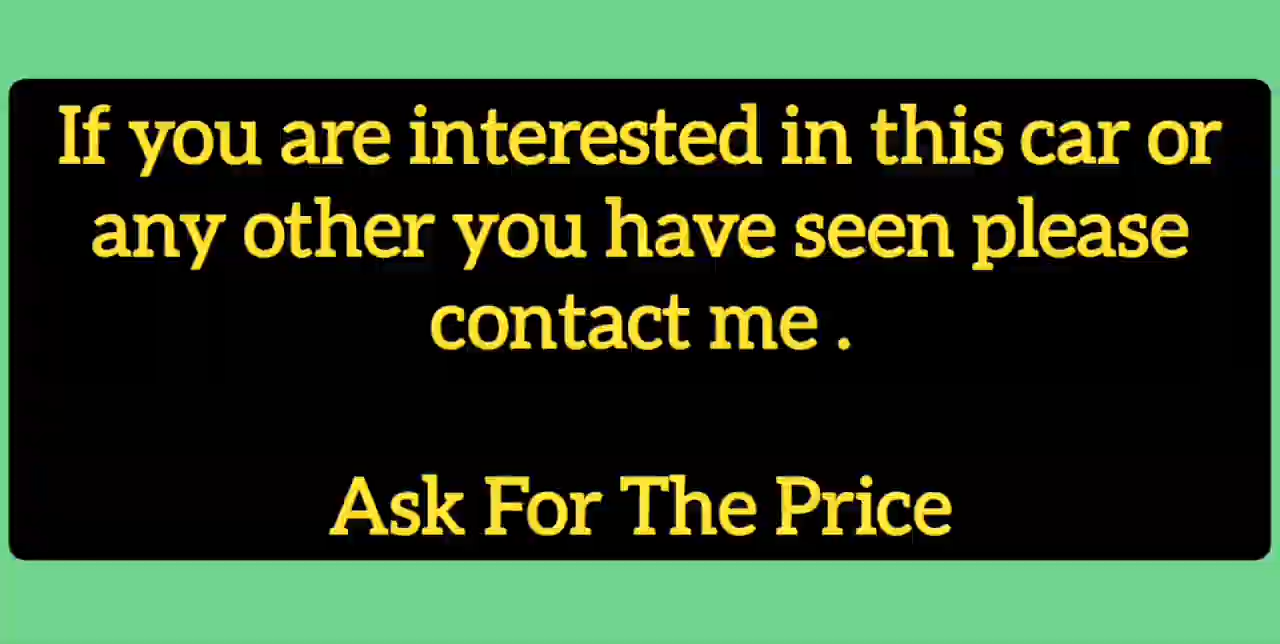 If you are interested in this car or
any other you have seen please
contact me .
Ask For The Price